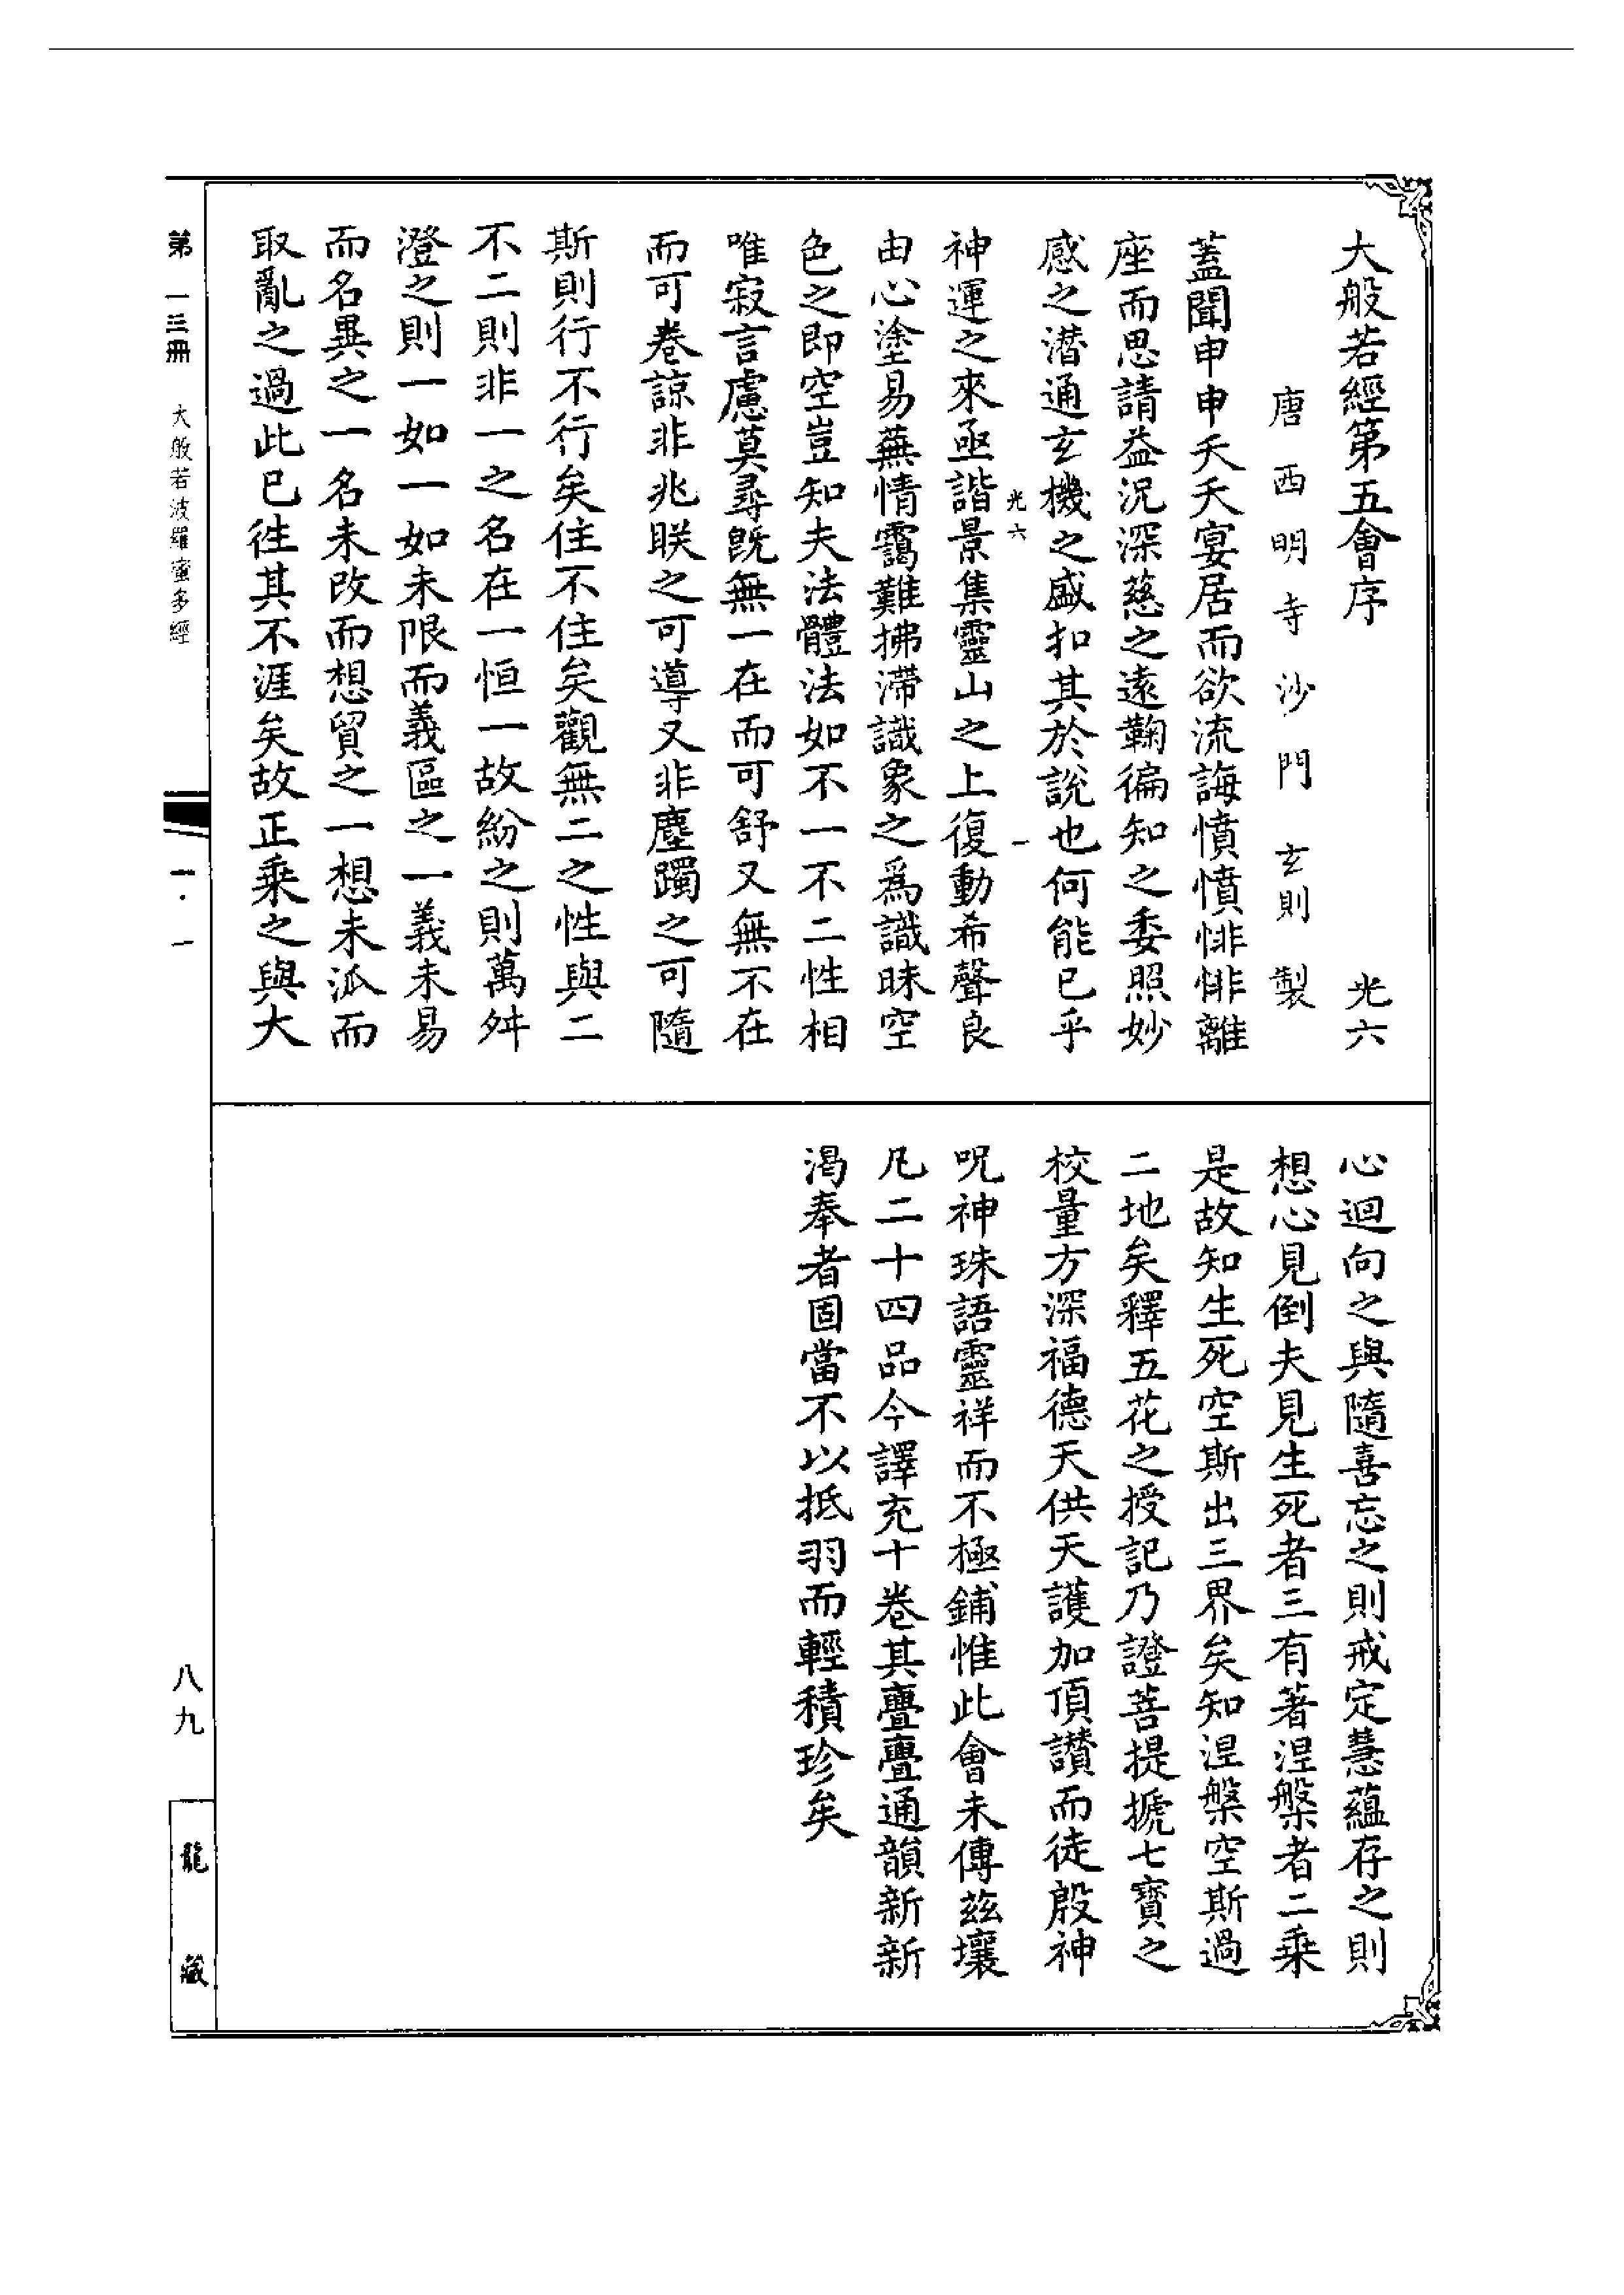 大般若經第五會序　光六
唐西明寺沙門玄則製
蓋聞申申夭夭宴居而欲流誨憤憤悱悱離
座而思請益況深慈之遠鞠徧知之委照妙
感之潛通玄機之盛扣其於說也何能已乎
光六　一
神運之來亟諧景集靈山之上復動希聲良
由心塗易蕪情靄難拂滯識象之為識昧空
色之即空豈知夫法體法如不一不二性相
唯寂言慮莫尋旣無一在而可舒又無不在
而可卷諒非兆眹之可導又非塵躅之可隨
斯則行不行矣住不住矣觀無二之性與二
不二則非一之名在一恒一故紛之則萬舛
澄之則一如一如未限而義區之一義未易
而名異之一名未改而想貿之一想未泒而
取亂之過此已往其不涯矣故正乘之與大
心迴向之與隨喜忘之則戒定慧蘊存之則
想心見倒夫見生死者三有著涅槃者二乘
是故知生死空斯出三界矣知涅槃空斯過
二地矣釋五花之授記乃證菩提摭七寶之
校量方深福德天供天護加頂讚而徒殷神
呪神珠語靈祥而不極鋪惟此會未傳茲壤
凡二十四品今譯充十卷其亹亹通韻新新
渴奉者固當不以抵羽而輕積珍矣
第一三冊　大般若波羅蜜多經　一・一　八九　龍藏